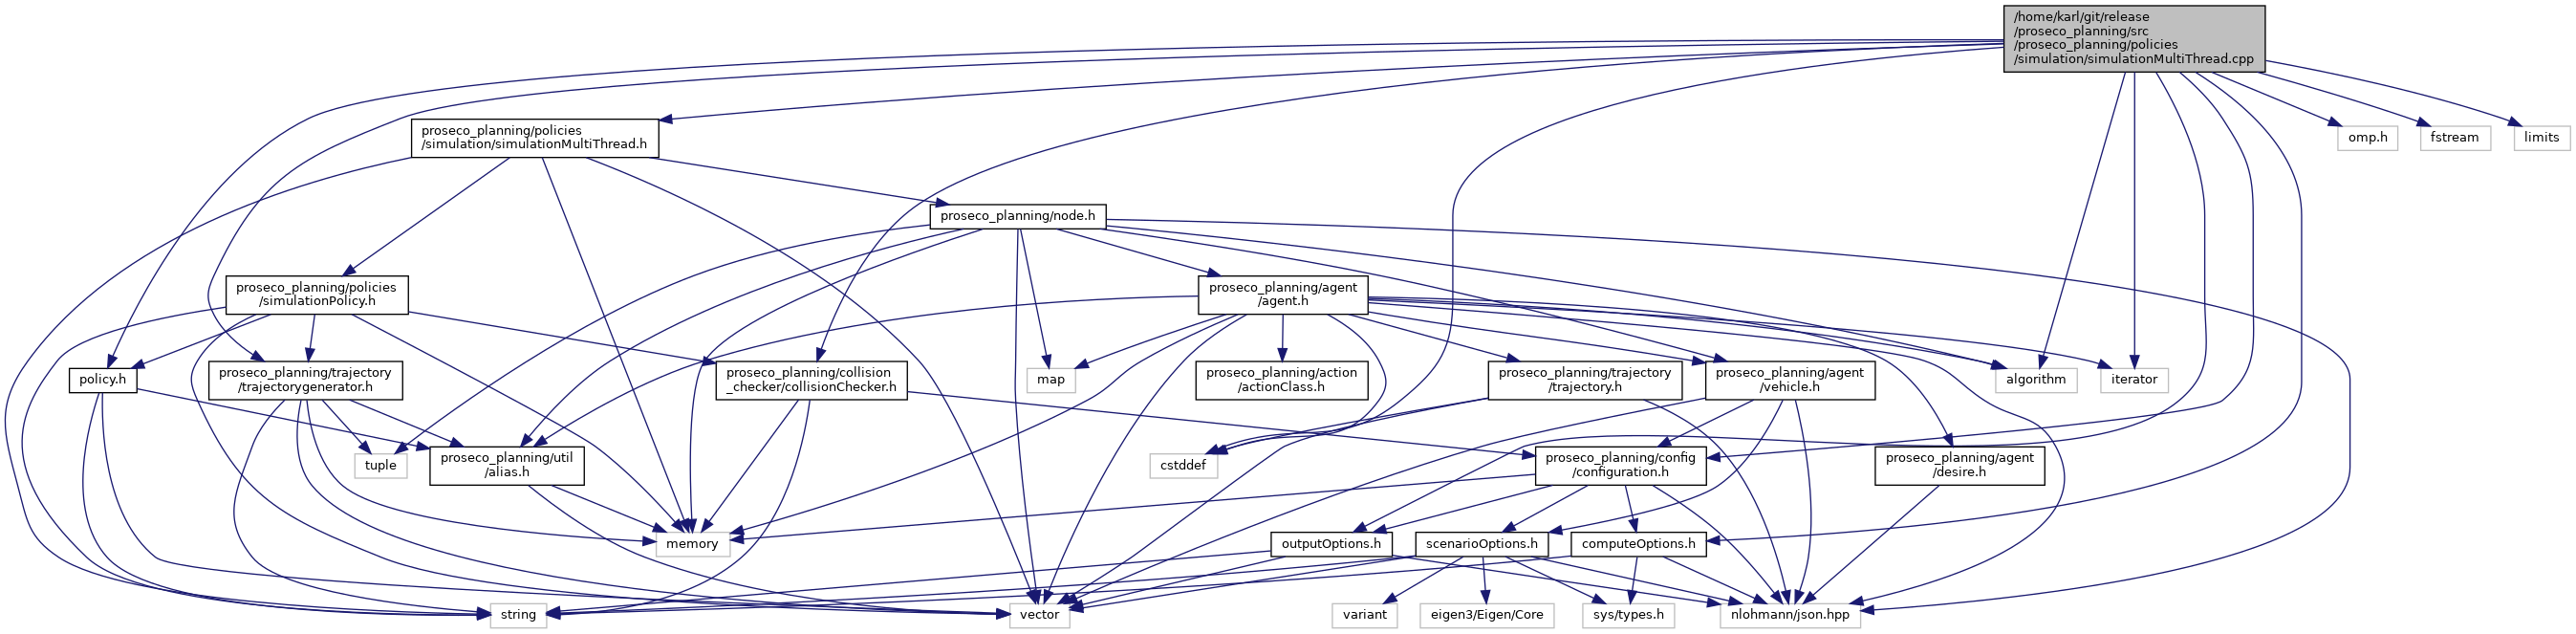 /home/karl/git/release
/proseco_planning/src
/proseco_planning/policies
/simulation/simulationMultiThread.cpp
proseco_planning/policies
/simulation/simulationMultiThread.h
omp.h
fstream
limits
proseco_planning/node.h
proseco_planning/policies
/simulationPolicy.h
proseco_planning/agent
/agent.h
policy.h
proseco_planning/trajectory
/trajectorygenerator.h
proseco_planning/collision
_checker/collisionChecker.h
map
proseco_planning/action
/actionClass.h
proseco_planning/trajectory
/trajectory.h
proseco_planning/agent
/vehicle.h
algorithm
iterator
tuple
proseco_planning/util
/alias.h
cstddef
proseco_planning/config
/configuration.h
proseco_planning/agent
/desire.h
memory
outputOptions.h
scenarioOptions.h
computeOptions.h
string
vector
variant
eigen3/Eigen/Core
sys/types.h
nlohmann/json.hpp